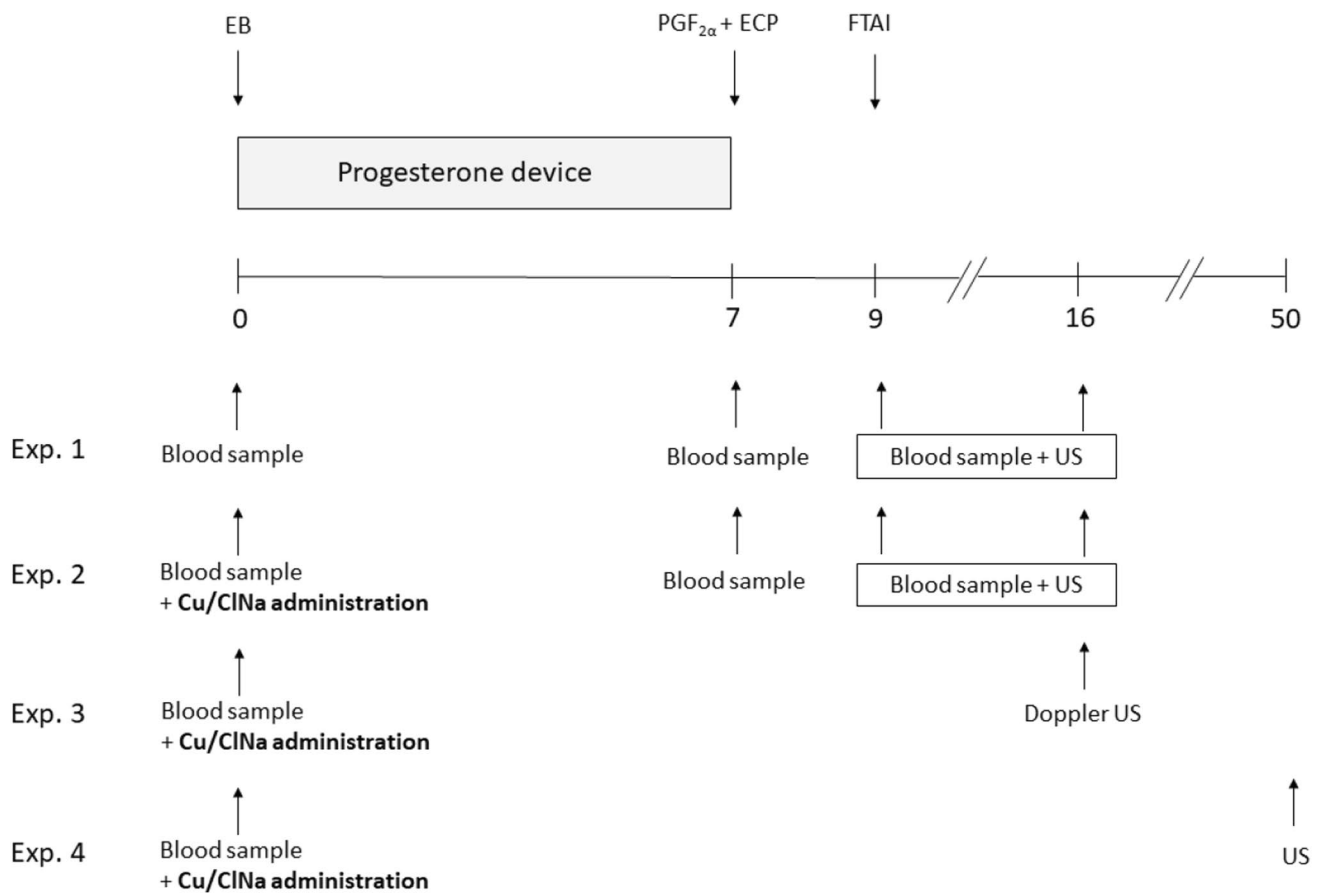 EB
PGF2α + ECP
FTAI
Progesterone device
0
7
9
16
50
Exp. 1
Blood sample
Blood sample
Blood sample + US
Exp. 2
Blood sample
+ Cu/ClNa administration
Blood sample
Blood sample + US
Exp. 3
Blood sample
+ Cu/ClNa administration
Doppler US
Exp. 4
Blood sample
+ Cu/ClNa administration
US